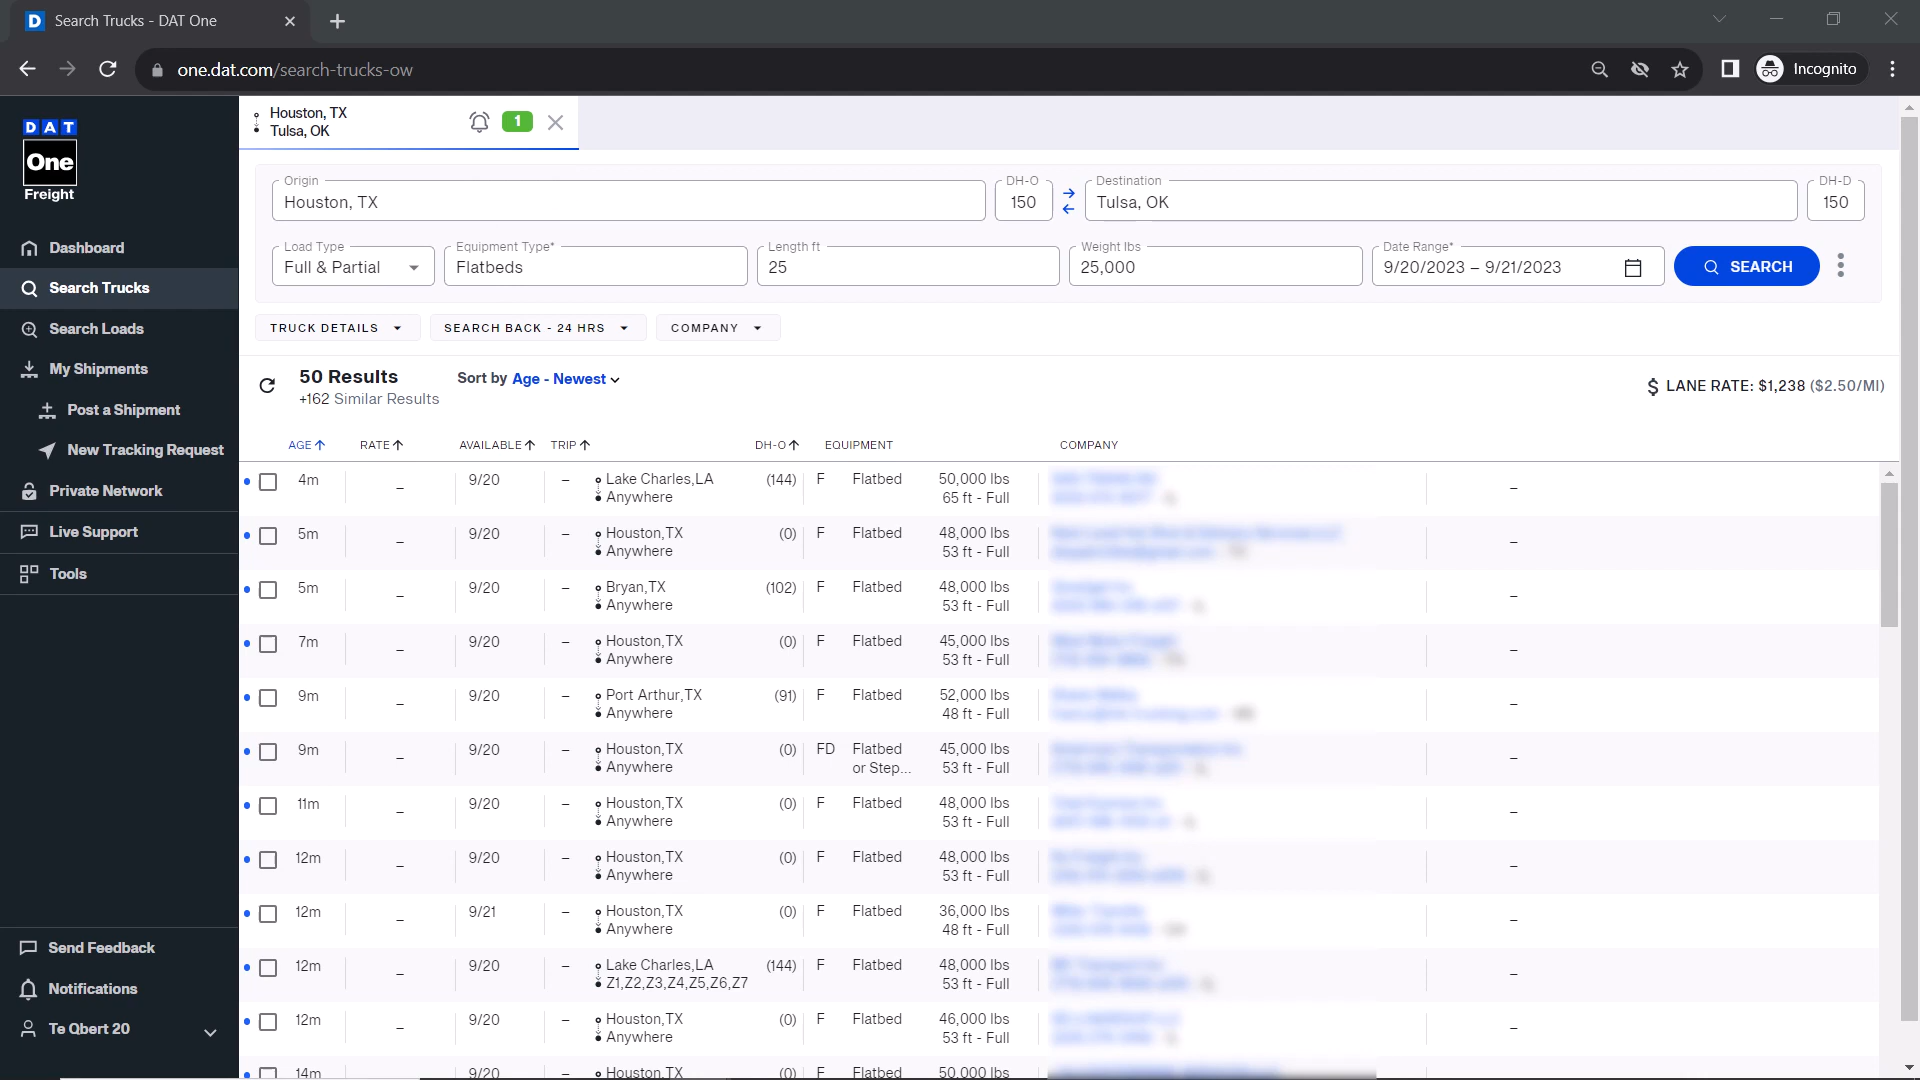 Search Trucks - DAT One
one.dat.com/search-trucks-ow
Incognito
DAT
One
Freight
Dashboard
Search Trucks
Search Loads
My Shipments
Post a Shipment
New Tracking Request
Private Network
Live Support
Tools
Send Feedback
Notifications
Te Qbert 20
Houston, TX
Tulsa, OK
1
Origin
Houston, TX
DH-O
150
Destination
Tulsa, OK
DH-D
150
Load Type
Full & Partial
Equipment Type*
Flatbeds
Length ft
25
Weight lbs
25,000
Date Range*
9/20/2023 – 9/21/2023
SEARCH
TRUCK DETAILS
SEARCH BACK - 24 HRS
COMPANY
50 Results
+162 Similar Results
Sort by Age - Newest
LANE RATE: $1,238 ($2.50/MI)
AGE RATE AVAILABLE TRIP DH-O EQUIPMENT COMPANY
4m – 9/20 – Lake Charles,LA (144) F Flatbed 50,000 lbs –
Anywhere 65 ft - Full
5m – 9/20 – Houston,TX (0) F Flatbed 48,000 lbs –
Anywhere 53 ft - Full
5m – 9/20 – Bryan,TX (102) F Flatbed 48,000 lbs –
Anywhere 53 ft - Full
7m – 9/20 – Houston,TX (0) F Flatbed 45,000 lbs –
Anywhere 53 ft - Full
9m – 9/20 – Port Arthur,TX (91) F Flatbed 52,000 lbs –
Anywhere 48 ft - Full
9m – 9/20 – Houston,TX (0) FD Flatbed 45,000 lbs –
Anywhere or Step... 53 ft - Full
11m – 9/20 – Houston,TX (0) F Flatbed 48,000 lbs –
Anywhere 53 ft - Full
12m – 9/20 – Houston,TX (0) F Flatbed 48,000 lbs –
Anywhere 53 ft - Full
12m – 9/21 – Houston,TX (0) F Flatbed 36,000 lbs –
Anywhere 48 ft - Full
12m – 9/20 – Lake Charles,LA (144) F Flatbed 48,000 lbs –
Z1,Z2,Z3,Z4,Z5,Z6,Z7 53 ft - Full
12m – 9/20 – Houston,TX (0) F Flatbed 46,000 lbs –
Anywhere 53 ft - Full
14m 9/20 – Houston,TX (0) F Flatbed 50,000 lbs